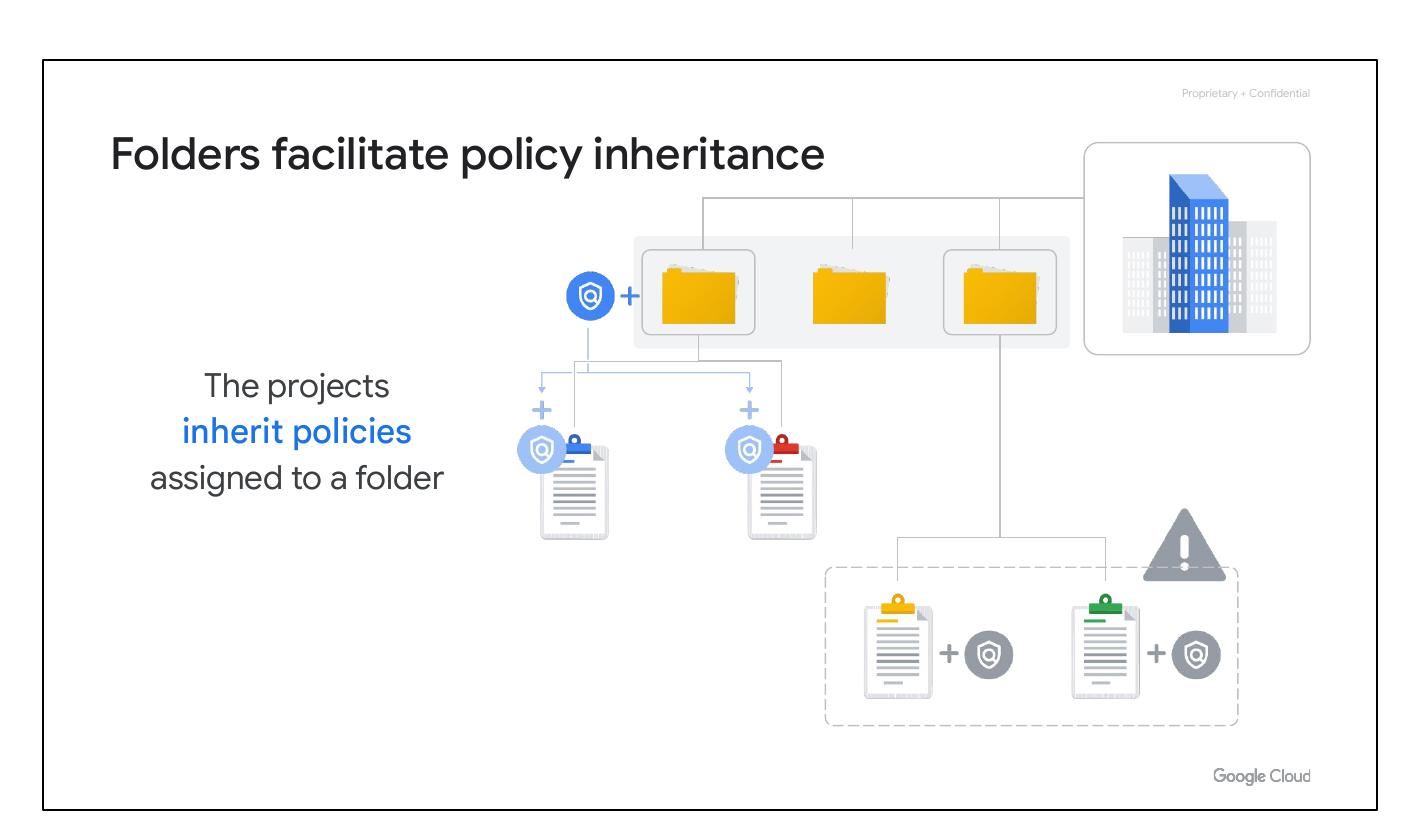 Proprietary + Confidential
Folders facilitate policy inheritance
The projects
inherit policies
assigned to a folder
Google Cloud